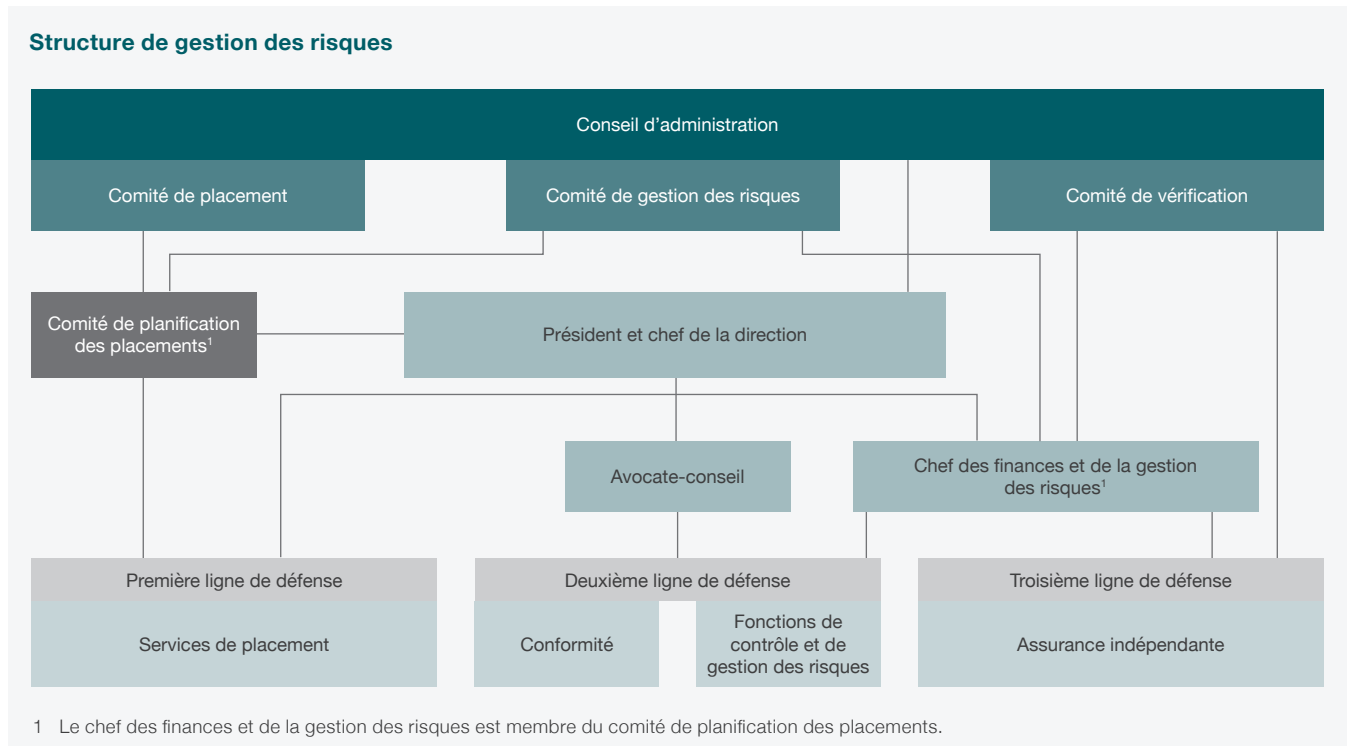 Structure de gestion des risques
Conseil d'administration
Comité de placement
Comité de gestion des risques
Comité de vérification
Comité de planification
des placements¹
Président et chef de la direction
Avocate-conseil
Chef des finances et de la gestion
des risques¹
Première ligne de défense
Deuxième ligne de défense
Troisième ligne de défense
Services de placement
Conformité
Fonctions de
contrôle et de
gestion des risques
Assurance indépendante
1 Le chef des finances et de la gestion des risques est membre du comité de planification des placements.